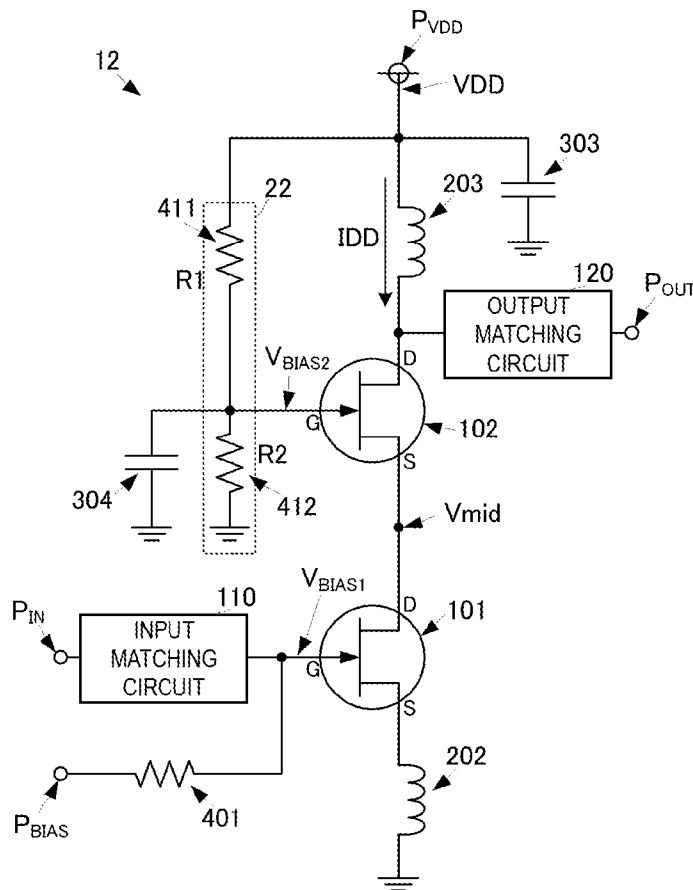 P_VDD
12
VDD
303
203
22
411
IDD
R1
120
P_OUT
OUTPUT
MATCHING
CIRCUIT
V_BIAS2
D
G
102
S
R2
304
412
Vmid
V_BIAS1
110
P_IN
INPUT
MATCHING
CIRCUIT
D
101
G
S
202
P_BIAS
401